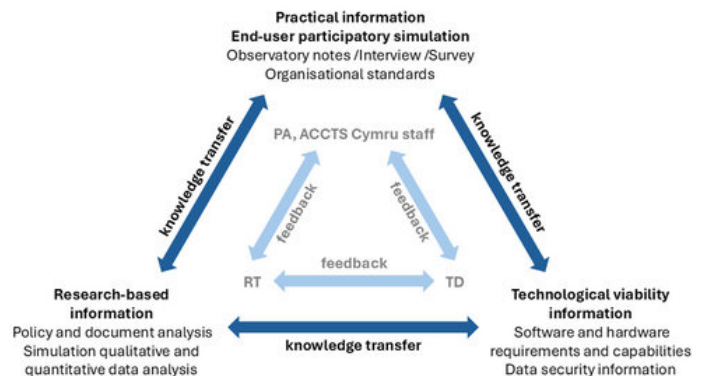 Practical information
End-user participatory simulation
Observatory notes /Interview /Survey
Organisational standards
knowledge transfer
knowledge transfer
PA, ACCTS Cymru staff
feedback
feedback
feedback
RT
TD
Research-based
information
Policy and document analysis
Simulation qualitative and
quantitative data analysis
knowledge transfer
Technological viability
information
Software and hardware
requirements and capabilities
Data security information